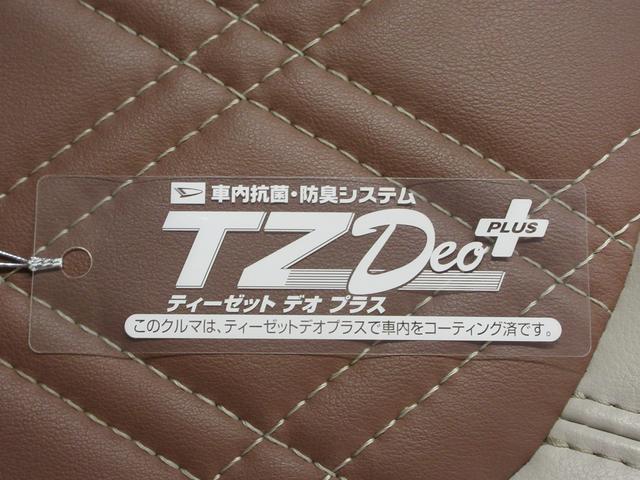 車内抗菌・防臭システム
TZ Deo PLUS
ティーゼット デオ プラス
このクルマは、ティーゼットデオプラスで車内をコーティング済です。